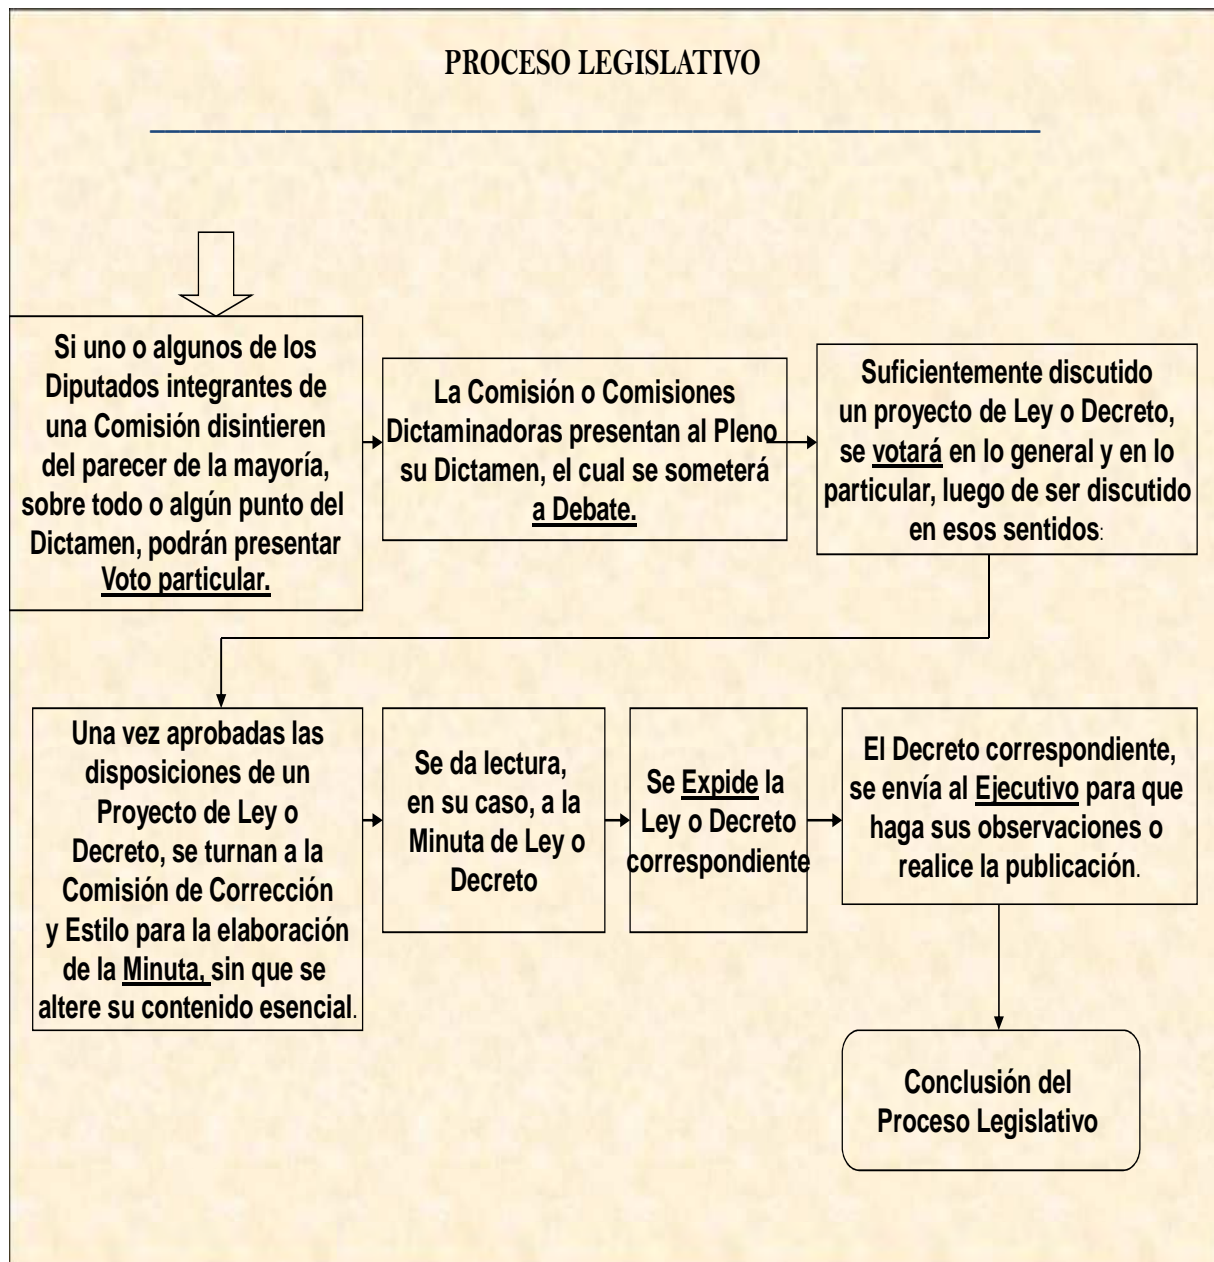 PROCESO LEGISLATIVO
Si uno o algunos de los
Diputados integrantes de
una Comisión disintieren
del parecer de la mayoría,
sobre todo o algún punto del
Dictamen, podrán presentar
Voto particular.
La Comisión o Comisiones
Dictaminadoras presentan al Pleno
su Dictamen, el cual se someterá
a Debate.
Suficientemente discutido
un proyecto de Ley o Decreto,
se votará en lo general y en lo
particular, luego de ser discutido
en esos sentidos:
Una vez aprobadas las
disposiciones de un
Proyecto de Ley o
Decreto, se turnan a la
Comisión de Corrección
y Estilo para la elaboración
de la Minuta, sin que se
altere su contenido esencial.
Se da lectura,
en su caso, a la
Minuta de Ley o
Decreto
Se Expide la
Ley o Decreto
correspondiente
El Decreto correspondiente,
se envía al Ejecutivo para que
haga sus observaciones o
realice la publicación.
Conclusión del
Proceso Legislativo